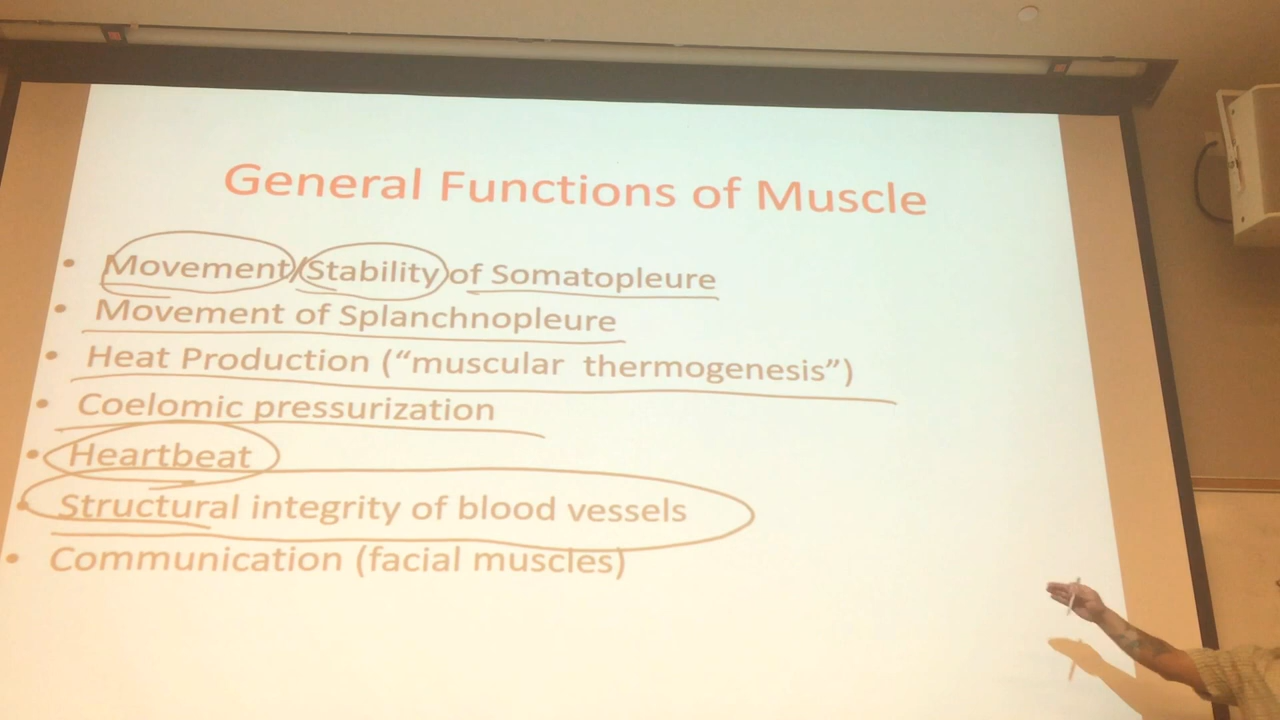 General Functions of Muscle
• Movement/Stability of Somatopleure
• Movement of Splanchnopleure
• Heat Production (“muscular thermogenesis”)
• Coelomic pressurization
• Heartbeat
• Structural integrity of blood vessels
• Communication (facial muscles)